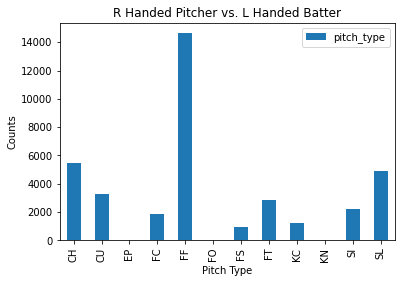 R Handed Pitcher vs. L Handed Batter
pitch_type
14000
12000
10000
8000
6000
4000
2000
0
Counts
CH CU EP FC FF FO FS FT KC KN SI SL
Pitch Type